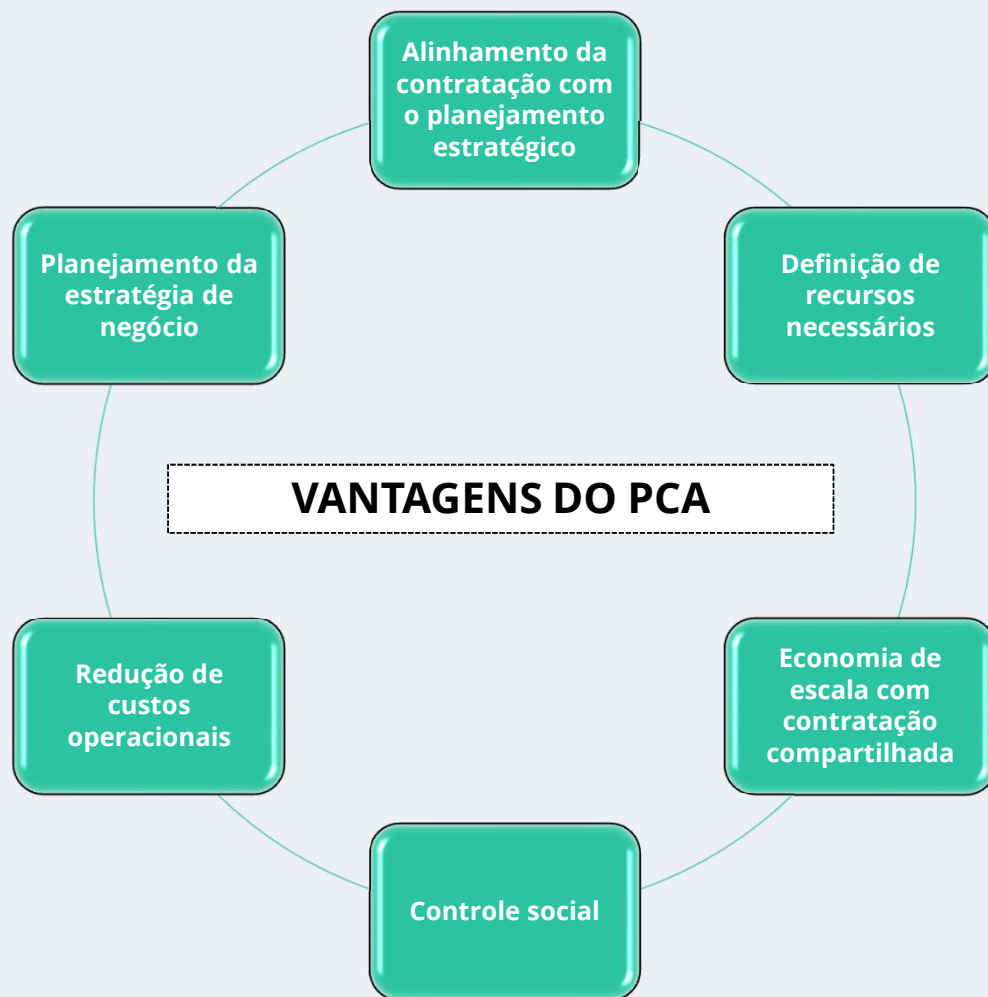 Alinhamento da
contratação com
o planejamento
estratégico
Definição de
recursos
necessários
Economia de
escala com
contratação
compartilhada
Controle social
Redução de
custos
operacionais
Planejamento da
estratégia de
negócio
VANTAGENS DO PCA